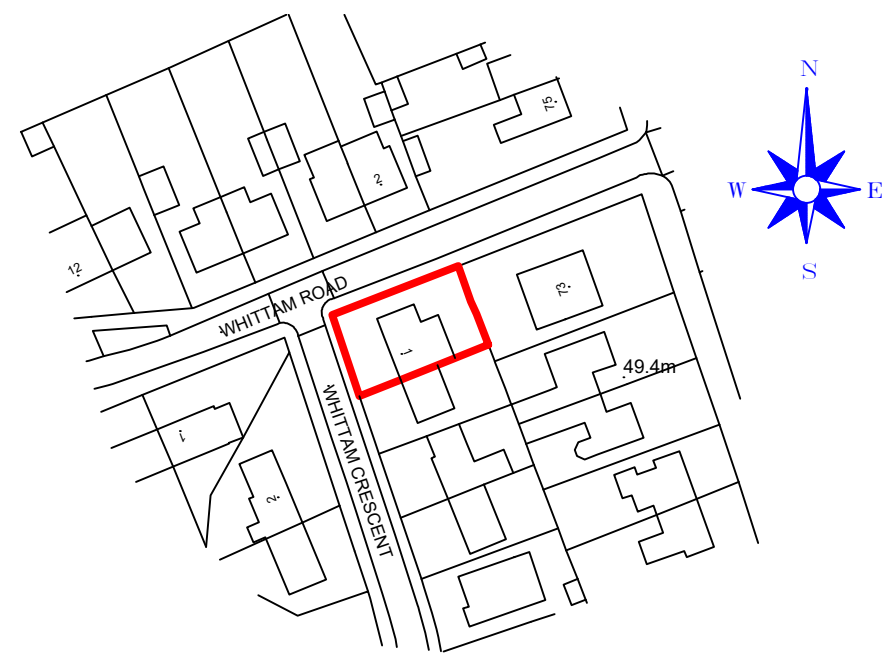 N
75
2
W E
12
S
73
WHITTAM ROAD
1
49.4m
WHITTAM CRESCENT
1
2